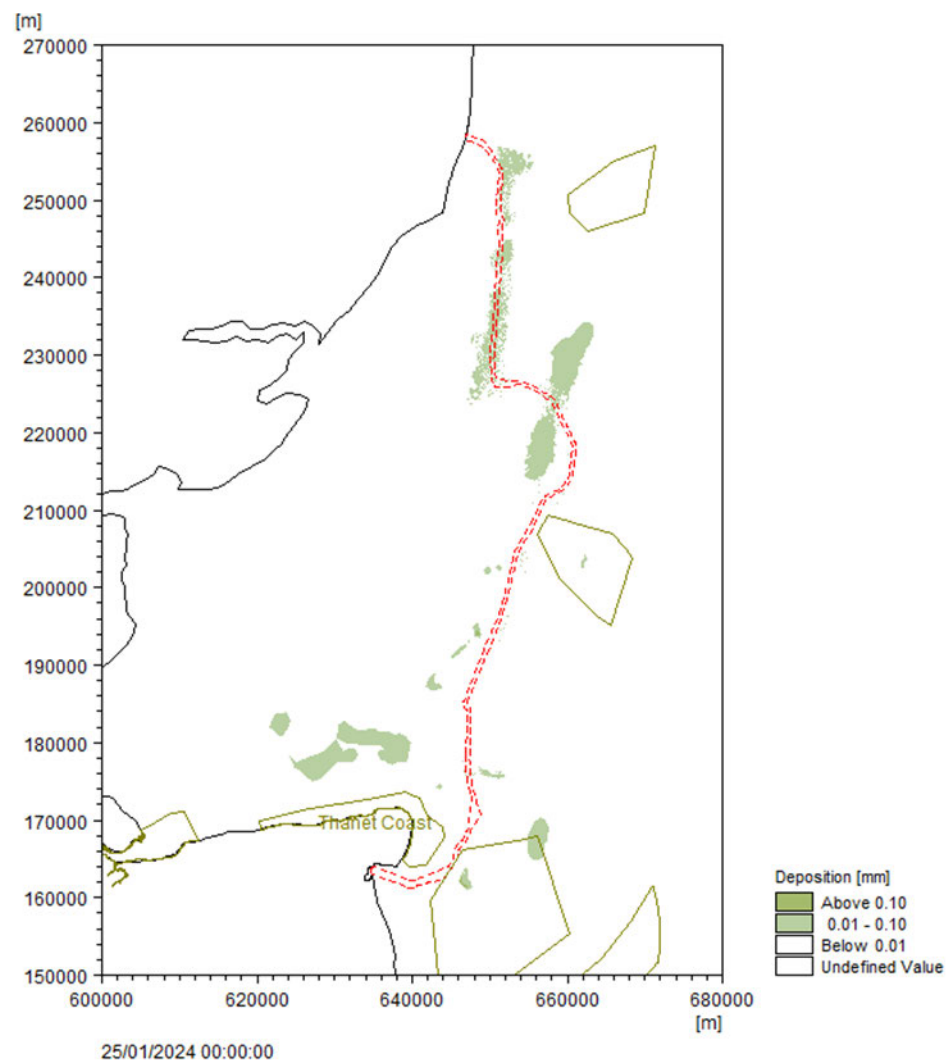 [m]
270000
260000
250000
240000
230000
220000
210000
200000
190000
180000
170000
160000
150000
Thanet Coast
600000 620000 640000 660000 680000
[m]
25/01/2024 00:00:00
Deposition [mm]
Above 0.10
0.01 - 0.10
Below 0.01
Undefined Value